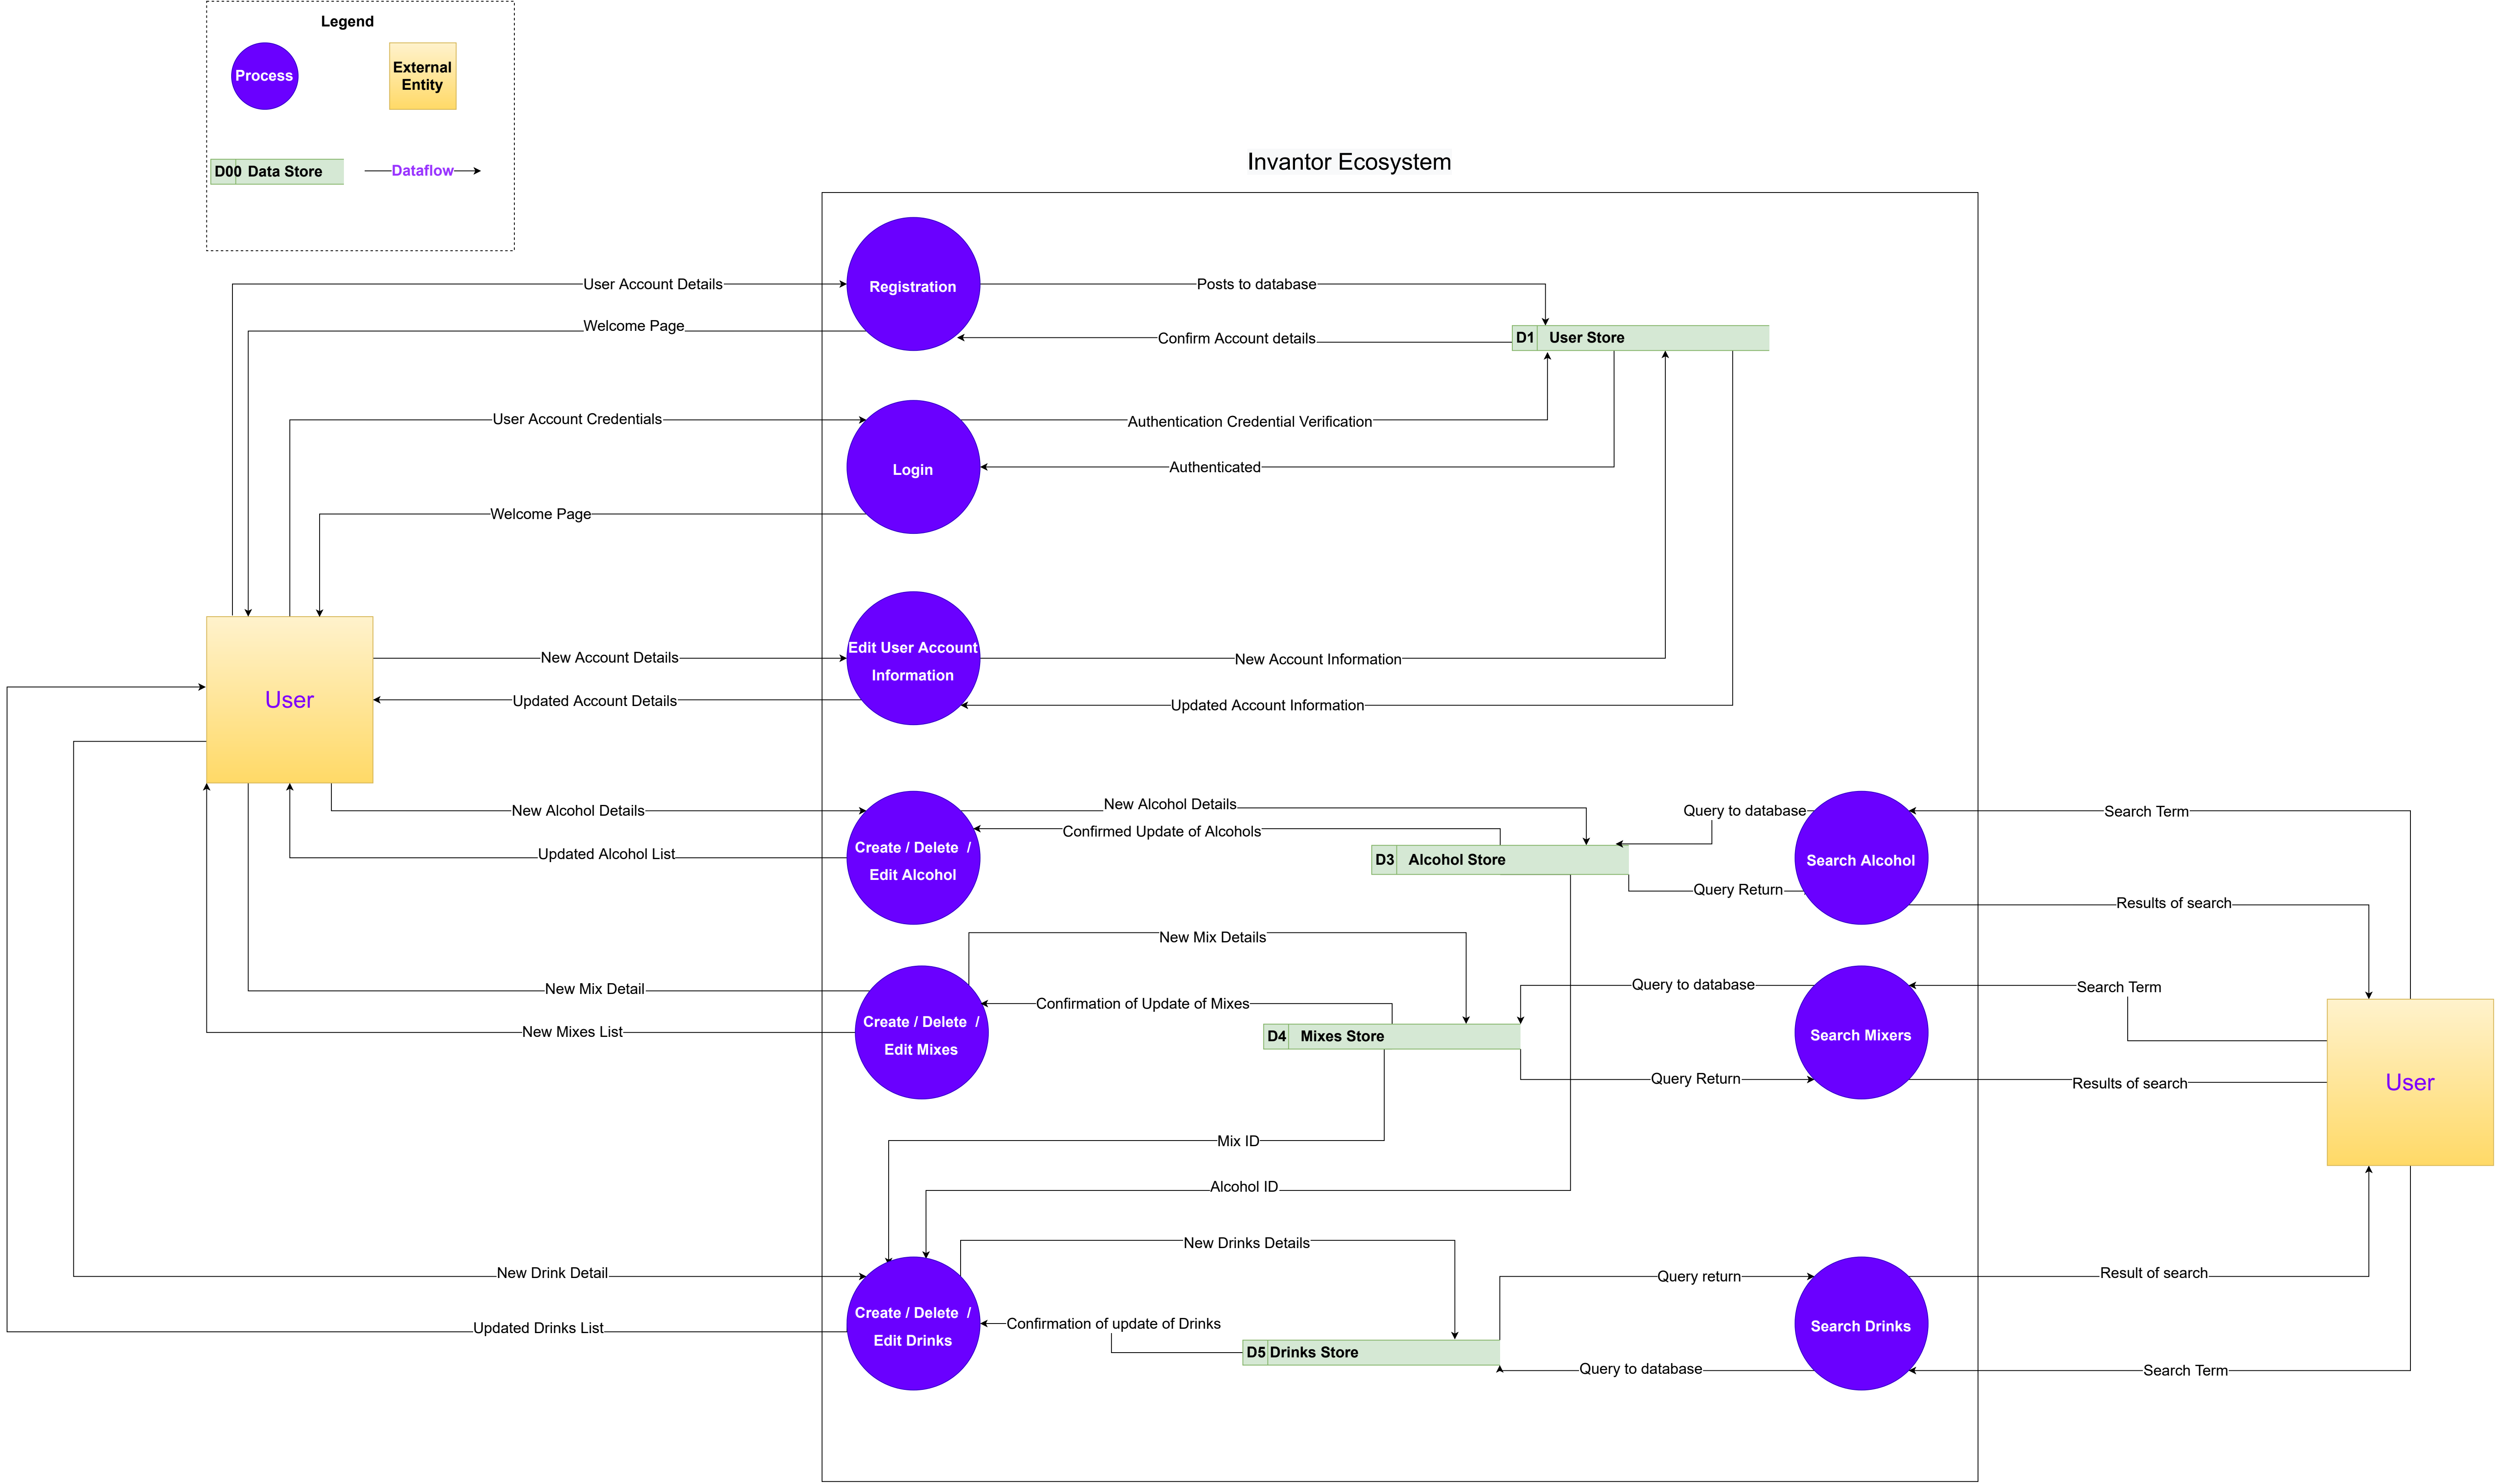 Legend
Process
External
Entity
D00 Data Store
Dataflow
Invantor Ecosystem
User Account Details
Registration
Posts to database
Welcome Page
Confirm Account details
D1 User Store
User Account Credentials
Authentication Credential Verification
Login
Authenticated
Welcome Page
New Account Details
Edit User Account
Information
New Account Information
User
Updated Account Details
Updated Account Information
New Alcohol Details
New Alcohol Details
Query to database
Search Term
Confirmed Update of Alcohols
Updated Alcohol List
Create / Delete /
Edit Alcohol
D3 Alcohol Store
Search Alcohol
Query Return
Results of search
New Mix Details
New Mix Detail
Query to database
Search Term
Confirmation of Update of Mixes
New Mixes List
Create / Delete /
Edit Mixes
D4 Mixes Store
Search Mixers
Query Return
Results of search
User
Mix ID
Alcohol ID
New Drinks Details
New Drink Detail
Query return
Result of search
Create / Delete /
Edit Drinks
Confirmation of update of Drinks
Updated Drinks List
D5 Drinks Store
Search Drinks
Query to database
Search Term